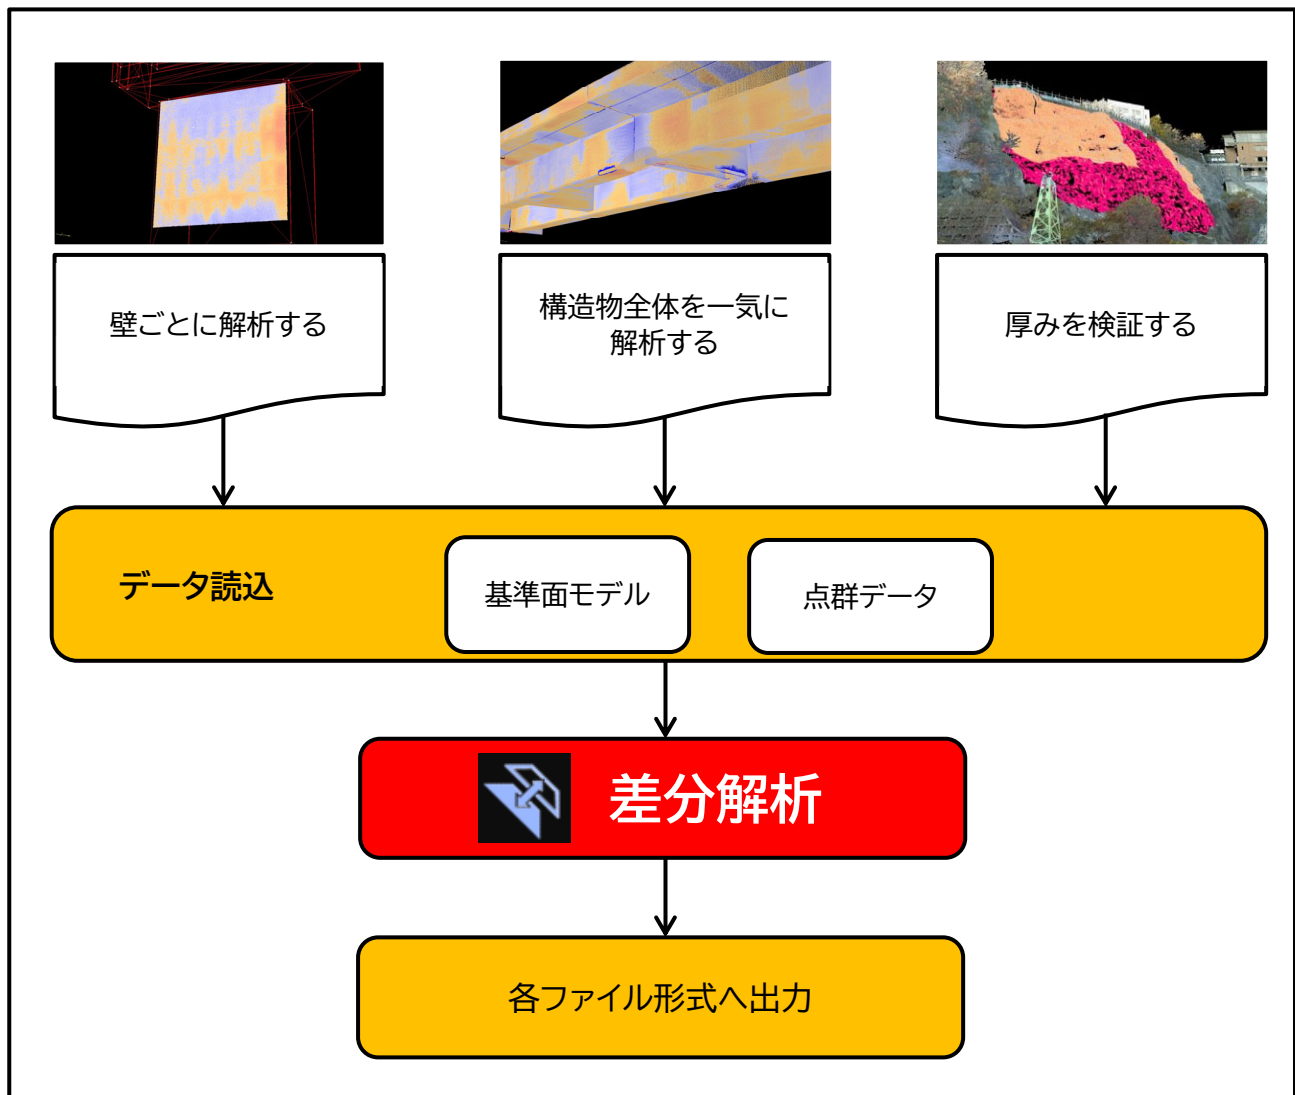 壁ごとに解析する
構造物全体を一気に
解析する
厚みを検証する
データ読込
基準面モデル
点群データ
差分解析
各ファイル形式へ出力